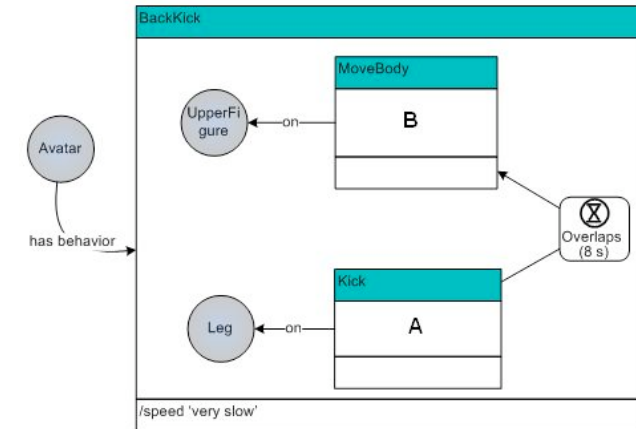 BackKick
MoveBody
UpperFi
gure
on
B
Avatar
has behavior
Overlaps
(8 s)
Kick
Leg
on
A
/speed 'very slow'